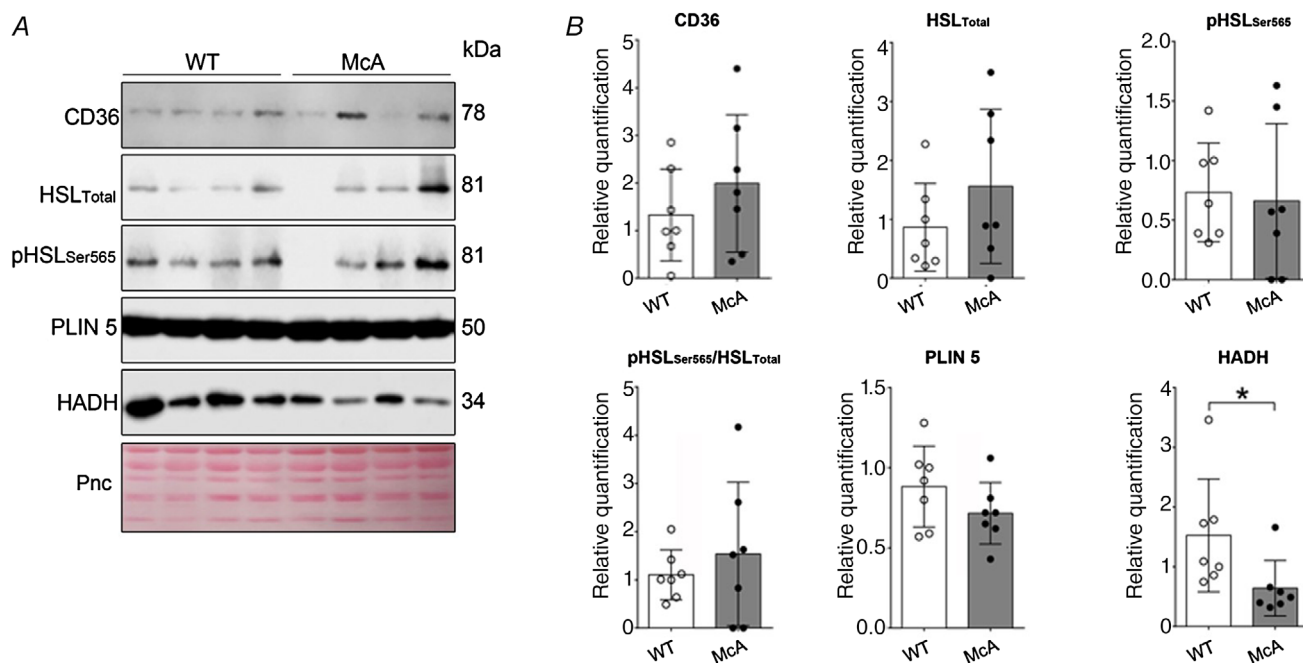 A
WT McA kDa
CD36 78
HSLTotal 81
pHSLSer565 81
PLIN 5 50
HADH 34
Pnc
B
CD36
Relative quantification
5
4
3
2
1
0
WT McA
HSLTotal
Relative quantification
4
3
2
1
0
WT McA
pHSLSer565
Relative quantification
2.0
1.5
1.0
0.5
0.0
WT McA
pHSLSer565/HSLTotal
Relative quantification
5
4
3
2
1
0
WT McA
PLIN 5
Relative quantification
1.5
1.0
0.5
0.0
WT McA
HADH
Relative quantification
4
3
2
1
0
*
WT McA